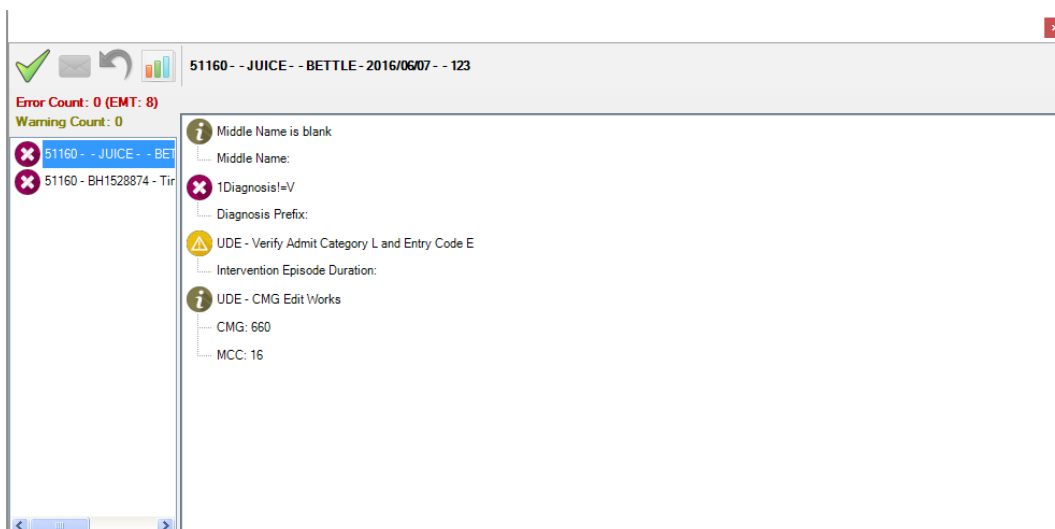 51160 - - JUICE - - BETTLE - 2016/06/07 - - 123
Error Count: 0 (EMT: 8)
Warning Count: 0
51160 - - JUICE - - BET
51160 - BH1528874 - Tir
Middle Name is blank
Middle Name:
1Diagnosis!=V
Diagnosis Prefix:
UDE - Verify Admit Category L and Entry Code E
Intervention Episode Duration:
UDE - CMG Edit Works
CMG: 660
MCC: 16